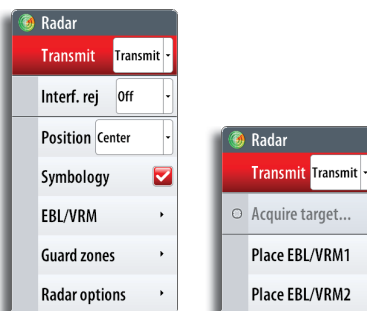 Radar
Transmit Transmit
Interf. rej Off
Position Center
Symbology
EBL/VRM
Guard zones
Radar options
Radar
Transmit Transmit
Acquire target...
Place EBL/VRM1
Place EBL/VRM2